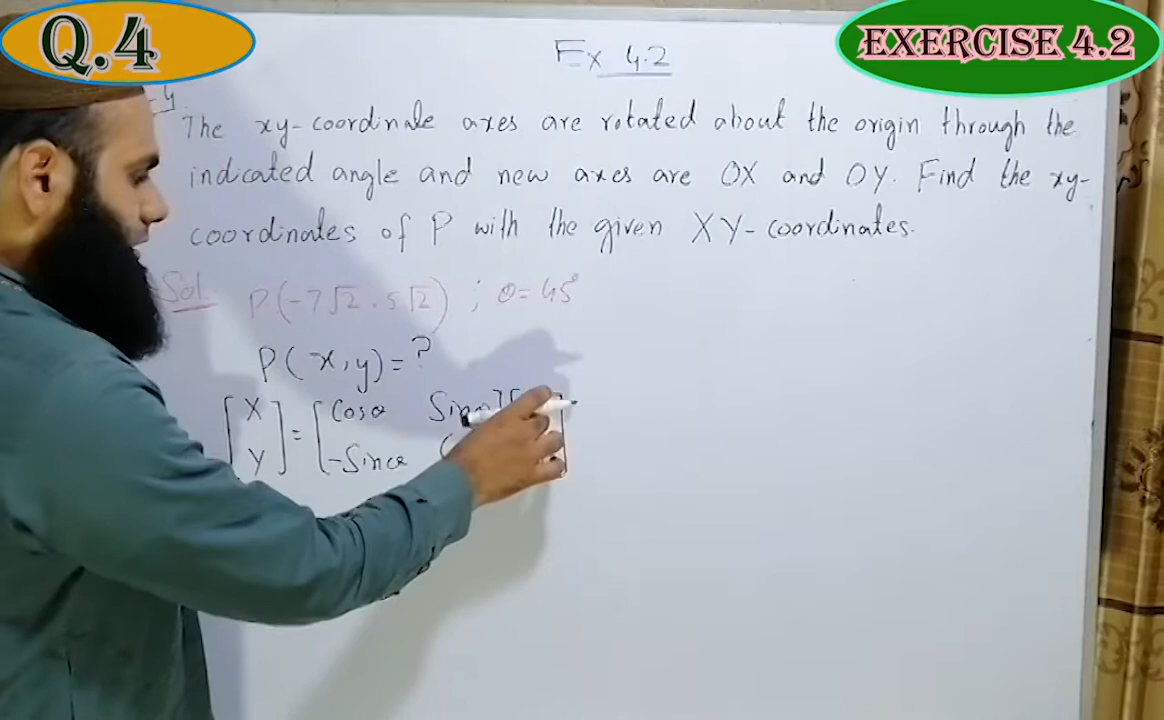 Q.4
EXERCISE 4.2
Ex 4.2
The xy-coordinate axes are rotated about the origin through the
indicated angle and new axes are OX and OY. Find the xy-
coordinates of P with the given XY-coordinates.
Sol. P(-7√2, 5√2) ; θ=45°
P(x,y)=?
[X = [Cosθ
Y] -Sinθ